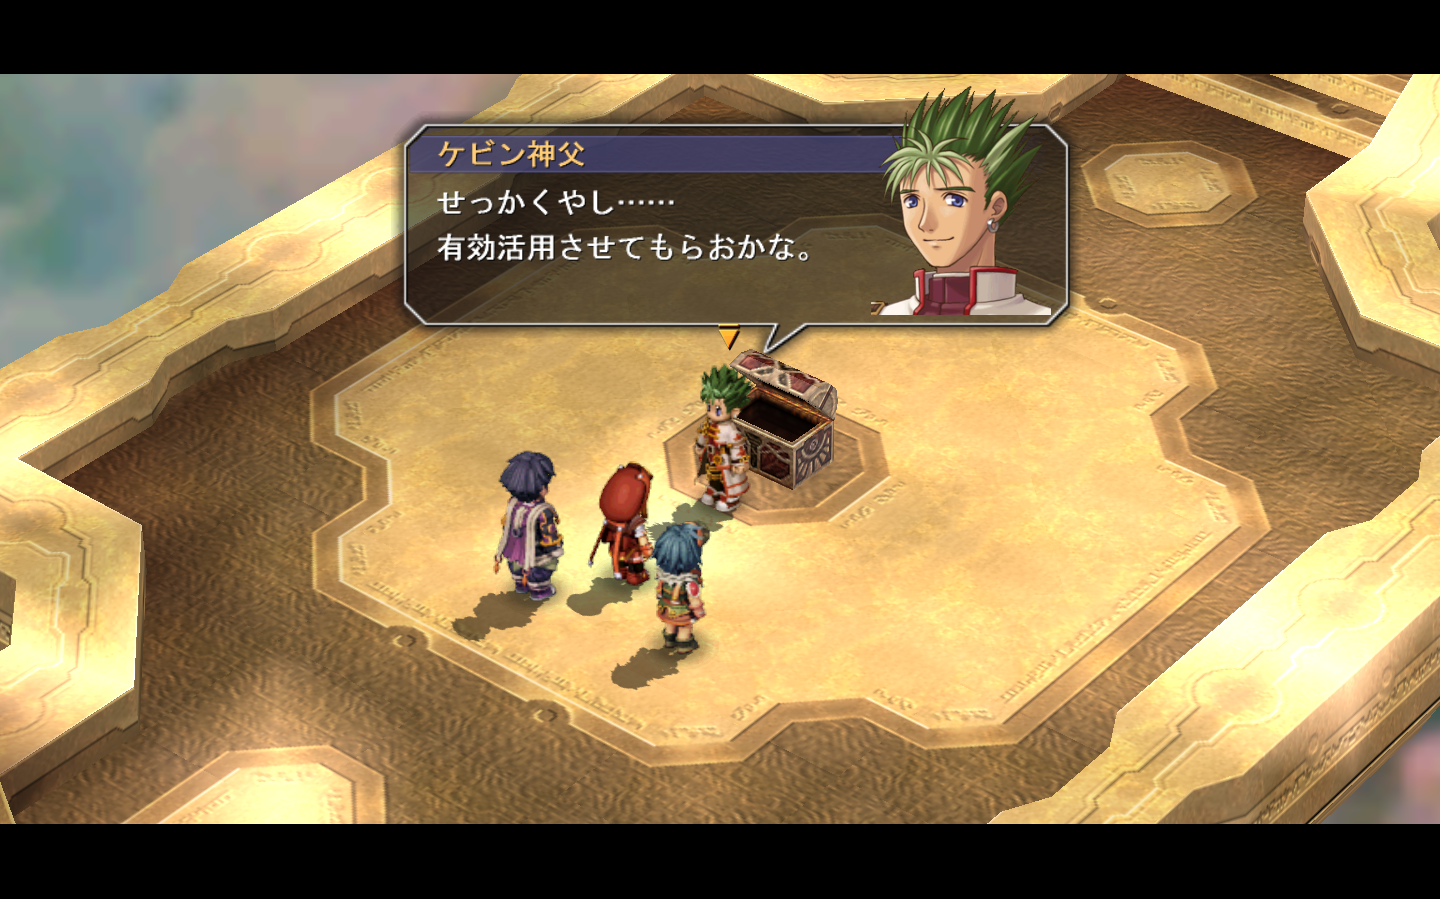 ケビン神父
せっかくやし……
有効活用させてもらおかな。